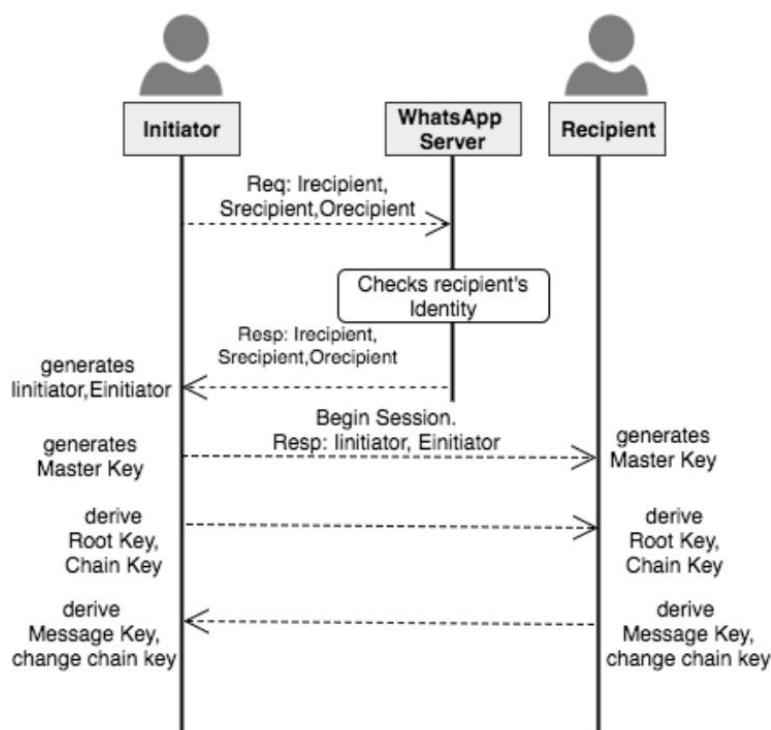 Initiator
WhatsApp
Server
Recipient
Req: Irecipient,
Srecipient,Orecipient
Checks recipient's
Identity
Resp: Irecipient,
Srecipient,Orecipient
generates
Iinitiator,Einitiator
Begin Session.
Resp: Iinitiator, Einitiator
generates
Master Key
generates
Master Key
derive
Root Key,
Chain Key
derive
Root Key,
Chain Key
derive
Message Key,
change chain key
derive
Message Key,
change chain key